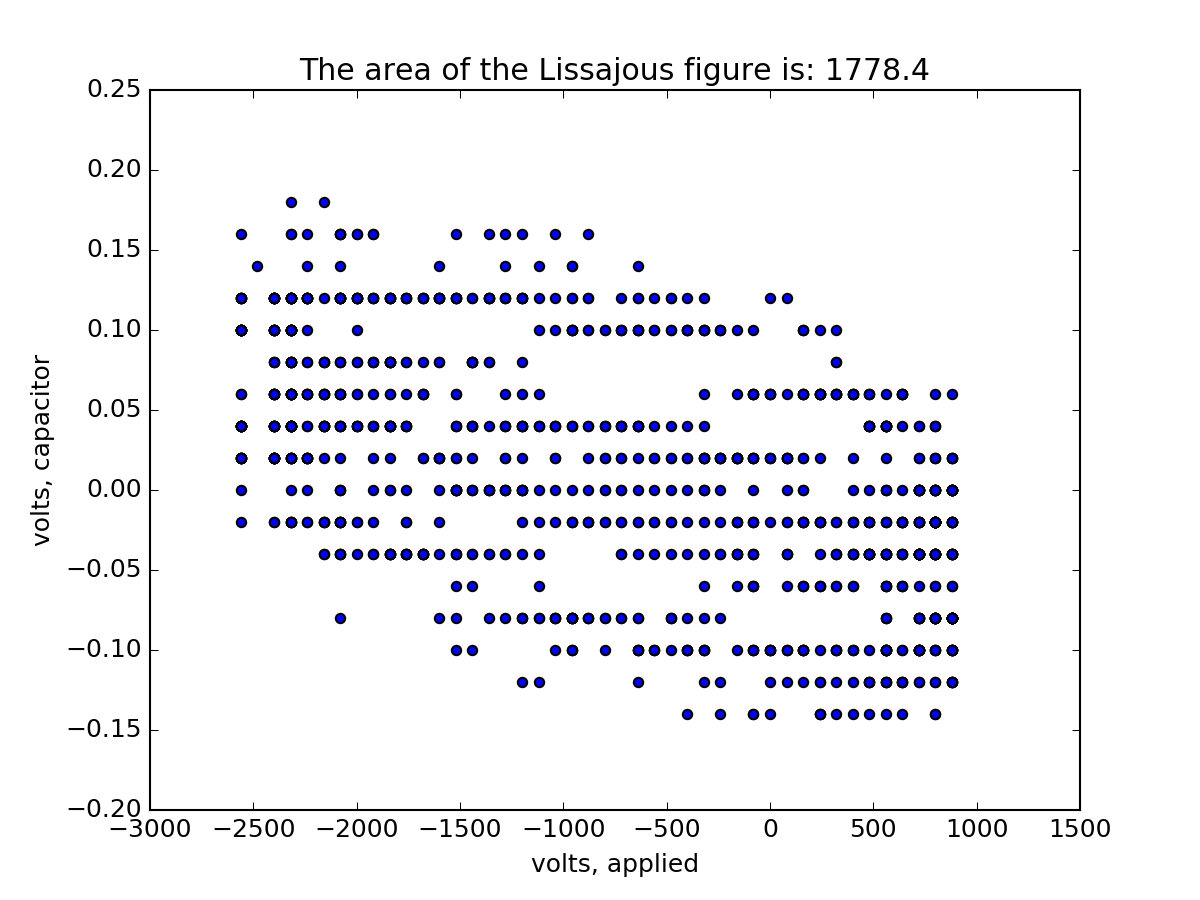 The area of the Lissajous figure is: 1778.4
0.25
0.20
0.15
0.10
0.05
0.00
−0.05
−0.10
−0.15
−0.20
volts, capacitor
−3000 −2500 −2000 −1500 −1000 −500 0 500 1000 1500
volts, applied